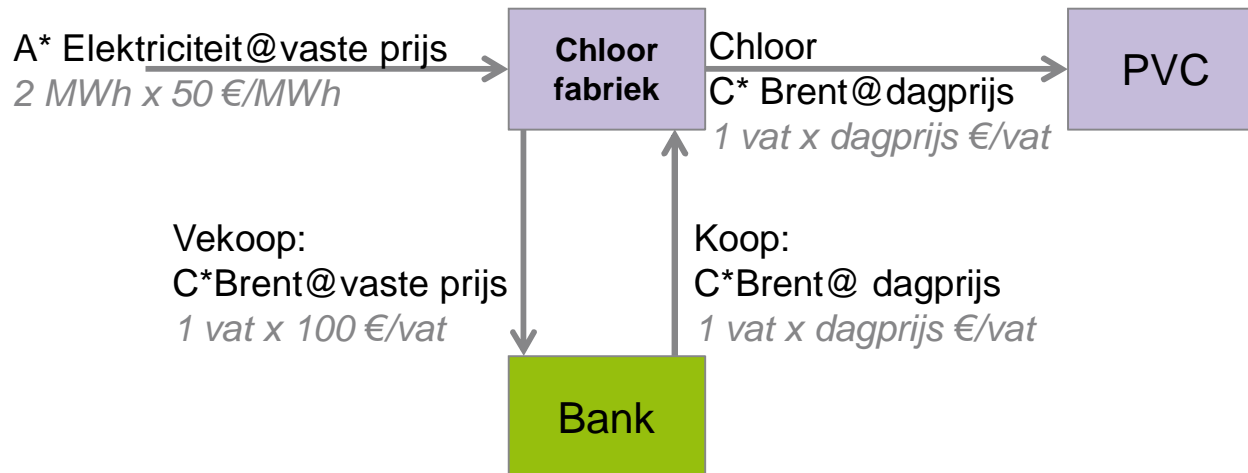 A* Elektriciteit@vaste prijs
2 MWh x 50 €/MWh
Chloor
fabriek
Chloor
C* Brent@dagprijs
1 vat x dagprijs €/vat
PVC
Vekoop:
C*Brent@vaste prijs
1 vat x 100 €/vat
Koop:
C*Brent@ dagprijs
1 vat x dagprijs €/vat
Bank